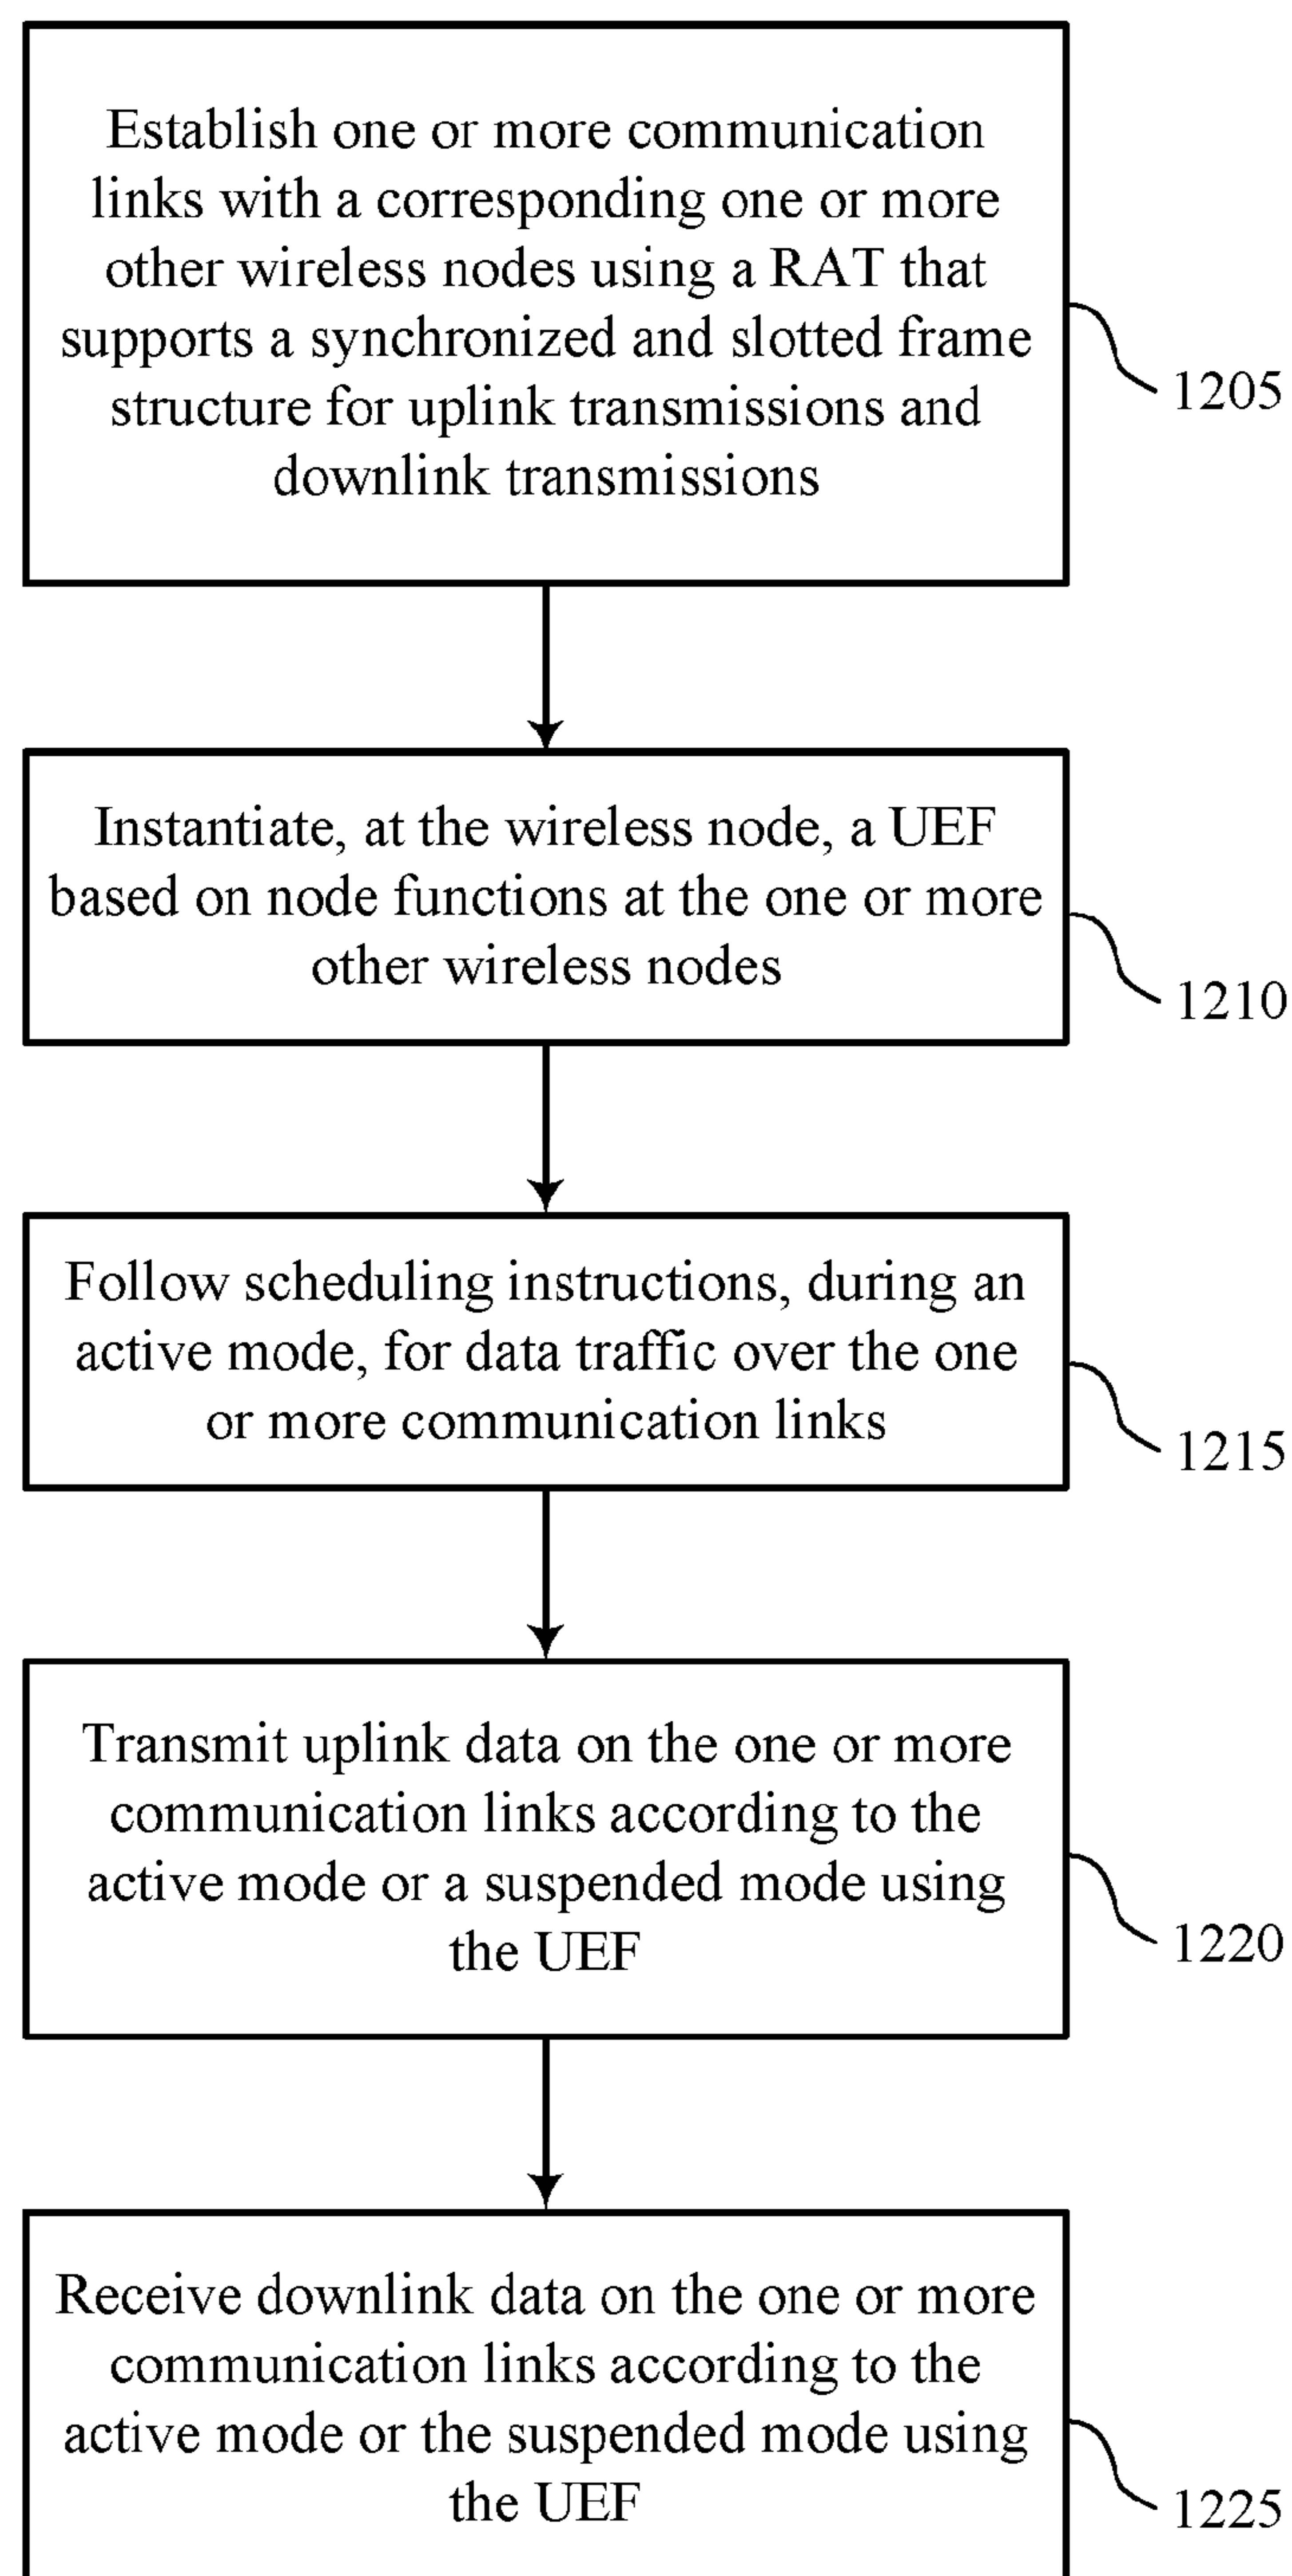 Establish one or more communication
links with a corresponding one or more
other wireless nodes using a RAT that
supports a synchronized and slotted frame
structure for uplink transmissions and
downlink transmissions
1205
Instantiate, at the wireless node, a UEF
based on node functions at the one or more
other wireless nodes
1210
Follow scheduling instructions, during an
active mode, for data traffic over the one
or more communication links
1215
Transmit uplink data on the one or more
communication links according to the
active mode or a suspended mode using
the UEF
1220
Receive downlink data on the one or more
communication links according to the
active mode or the suspended mode using
the UEF
1225